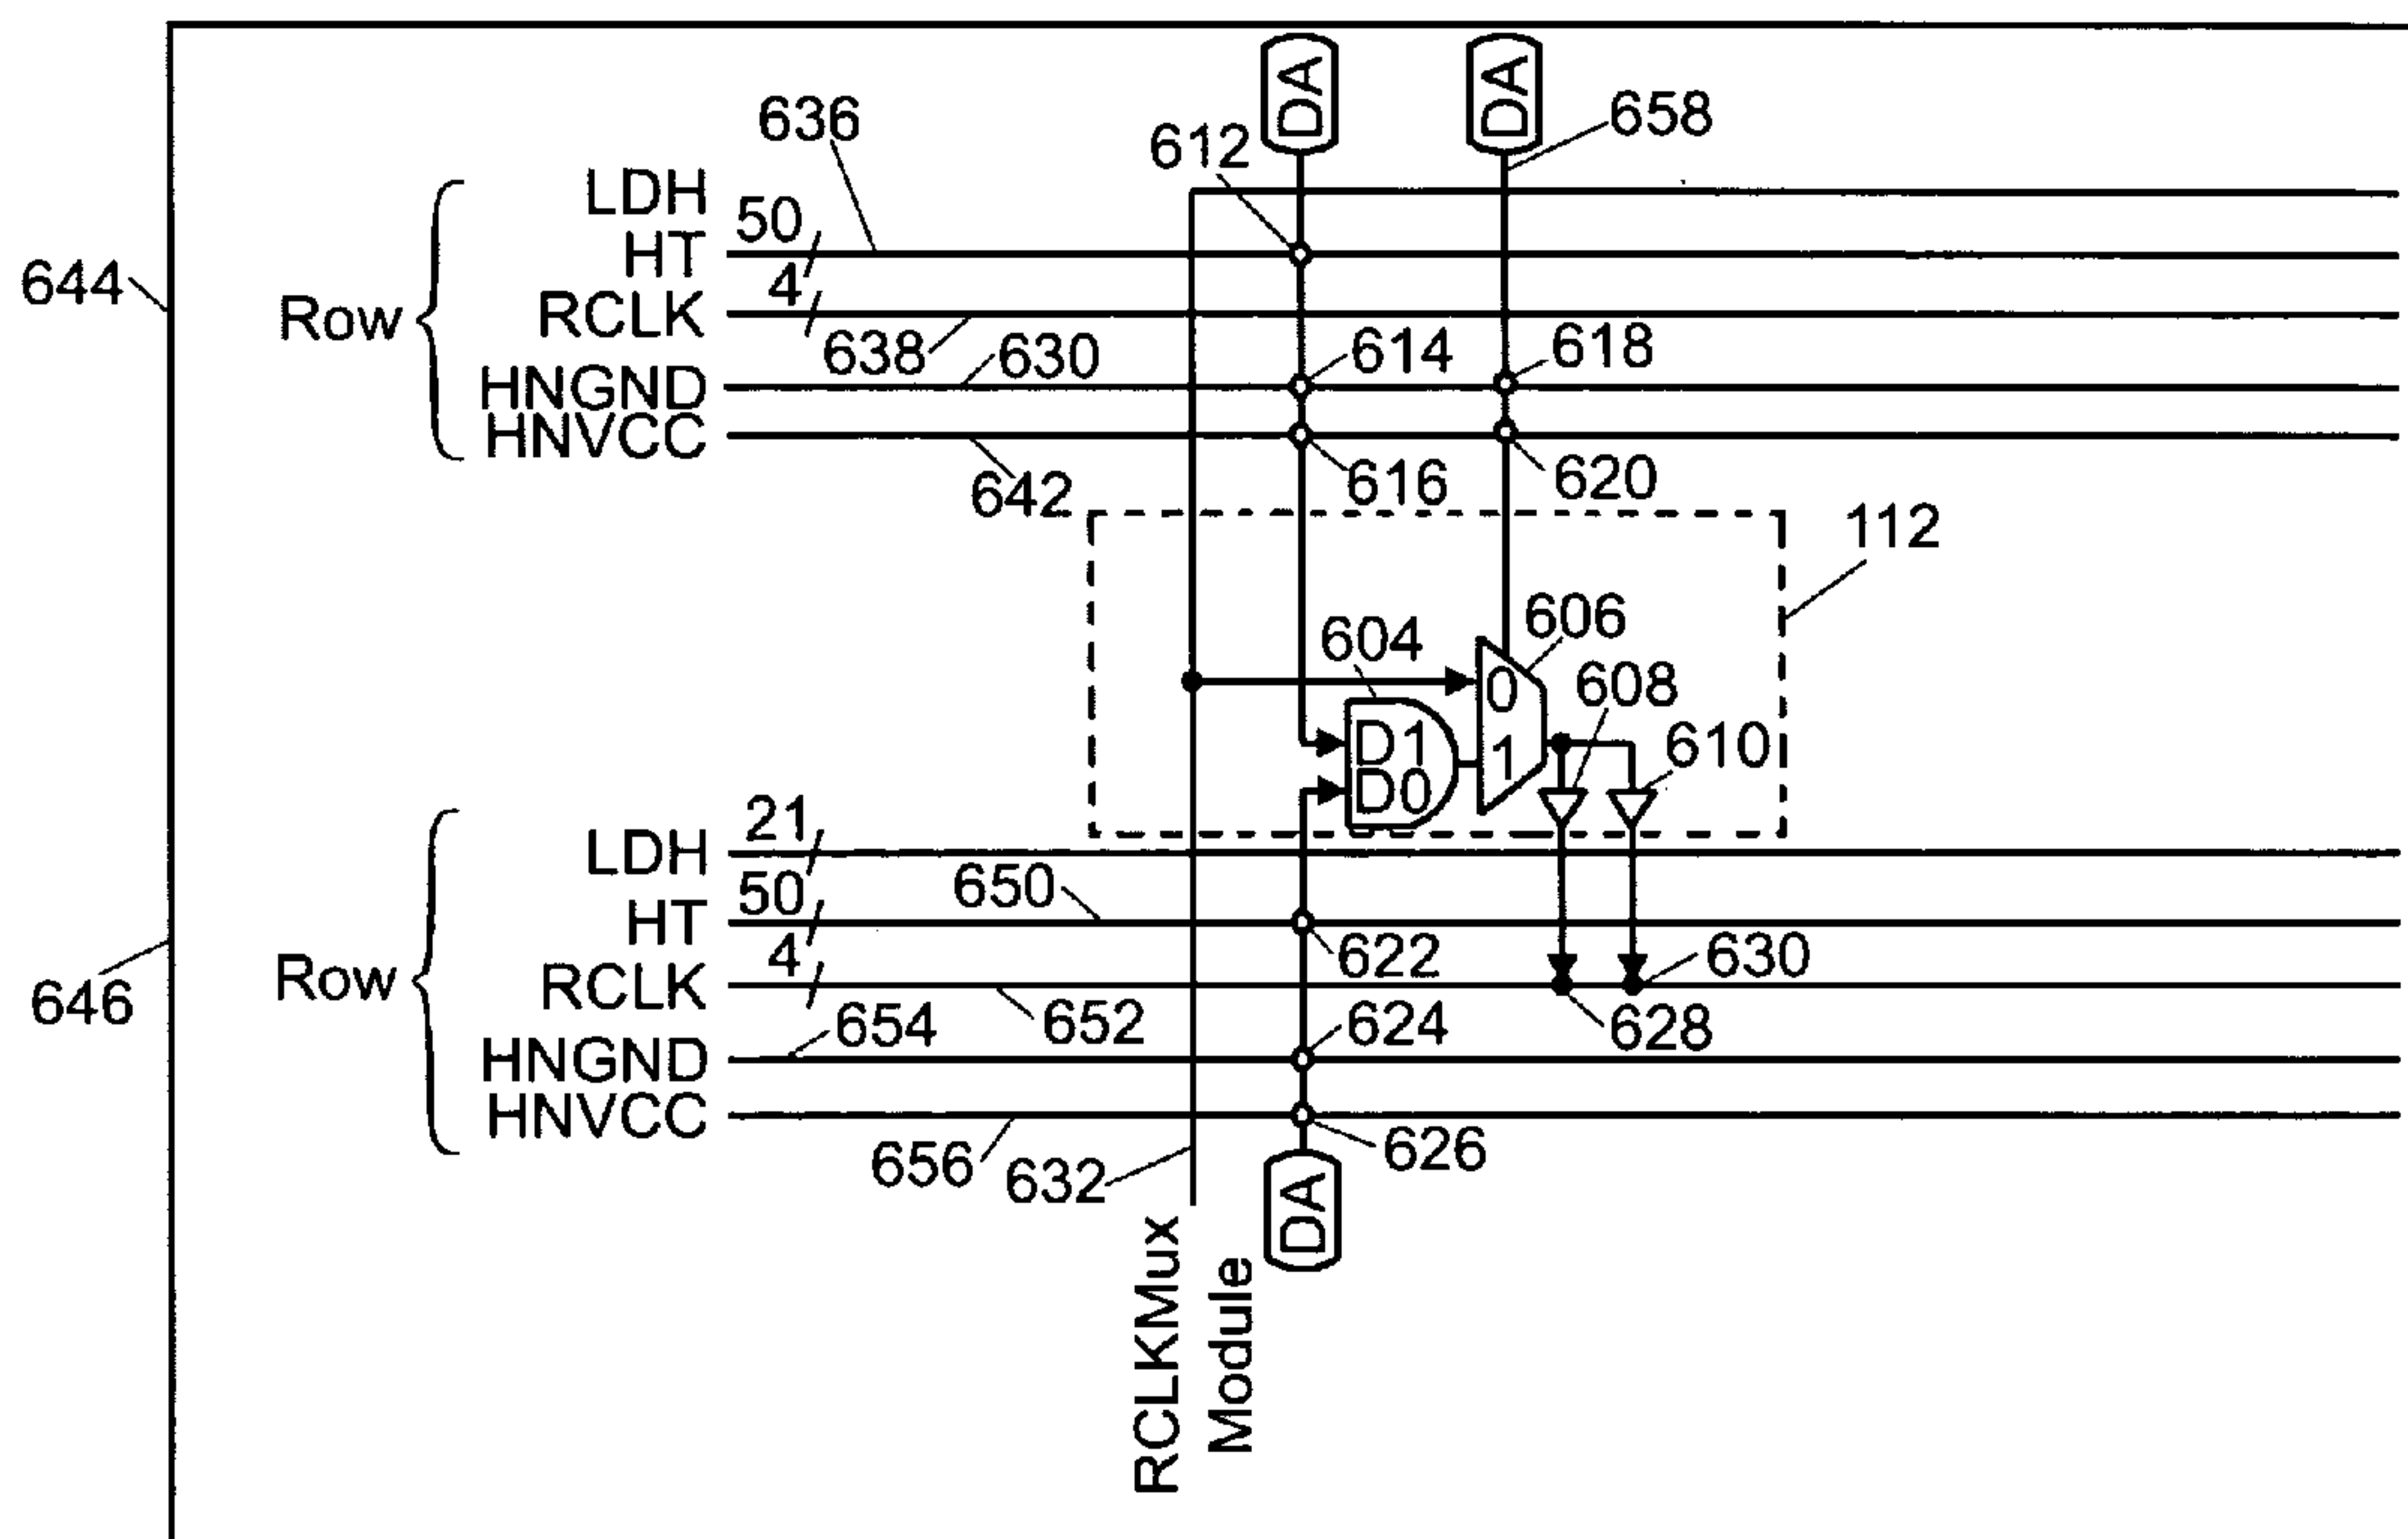 DA
DA
658
636
612
LDH
50
HT
4
RCLK
644
Row
638
630
614
618
HNGND
HNVCC
642
616
620
112
606
604
608
0
D1
1
610
D0
21
LDH
650
50
HT
622
630
4
Row
RCLK
646
654
652
624
628
HNGND
HNVCC
656
632
626
DA
RCLKMux
Module